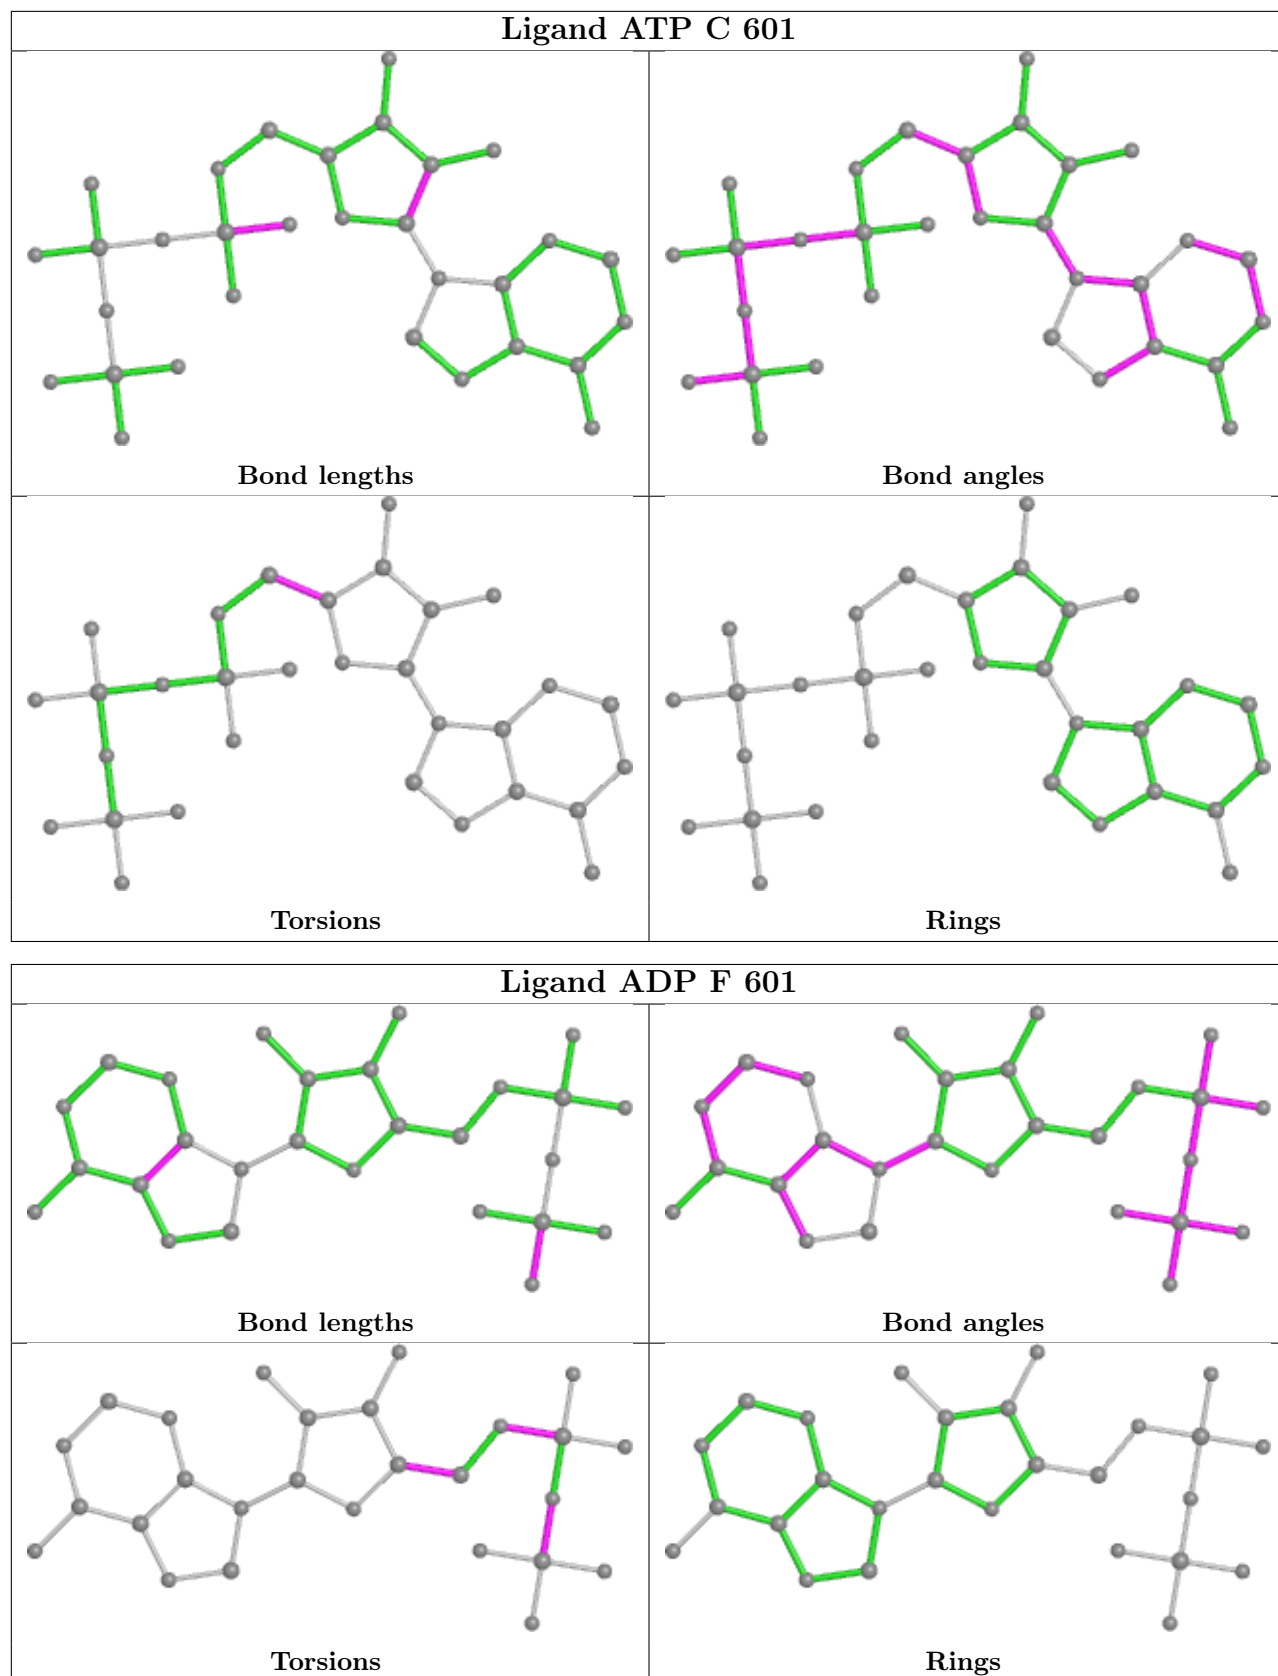 Ligand ATP C 601
Bond lengths
Bond angles
Torsions
Rings
Ligand ADP F 601
Bond lengths
Bond angles
Torsions
Rings